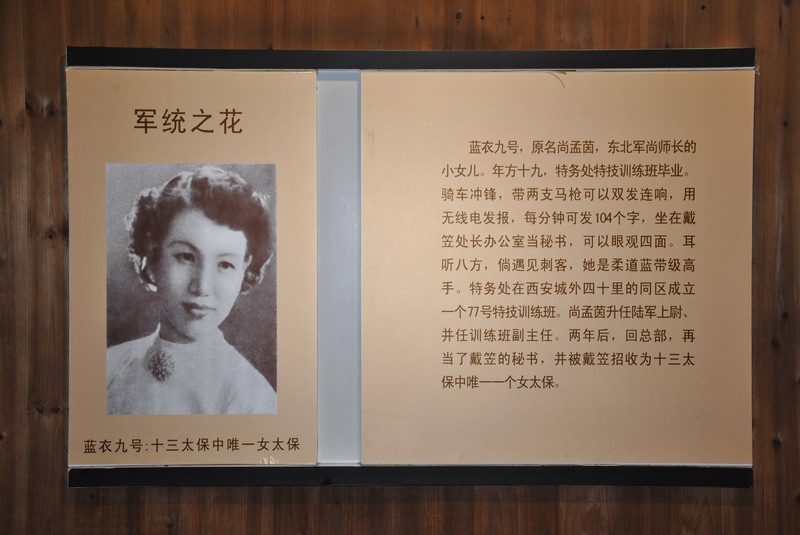 军统之花
蓝衣九号:十三太保中唯一女太保
蓝衣九号，原名尚孟茵，东北军尚师长的
小女儿。年方十九，特务处特技训练班毕业。
骑车冲锋，带两支马枪可以双发连响，用
无线电发报，每分钟可发104个字，坐在戴
笠处长办公室当秘书，可以眼观四面。耳
听八方，倘遇见刺客，她是柔道蓝带级高
手。特务处在西安城外四十里的同区成立
一个77号特技训练班。尚孟茵升任陆军上尉、
并任训练班副主任。两年后，回总部，再
当了戴笠的秘书，并被戴笠招收为十三太
保中唯一一个女太保。